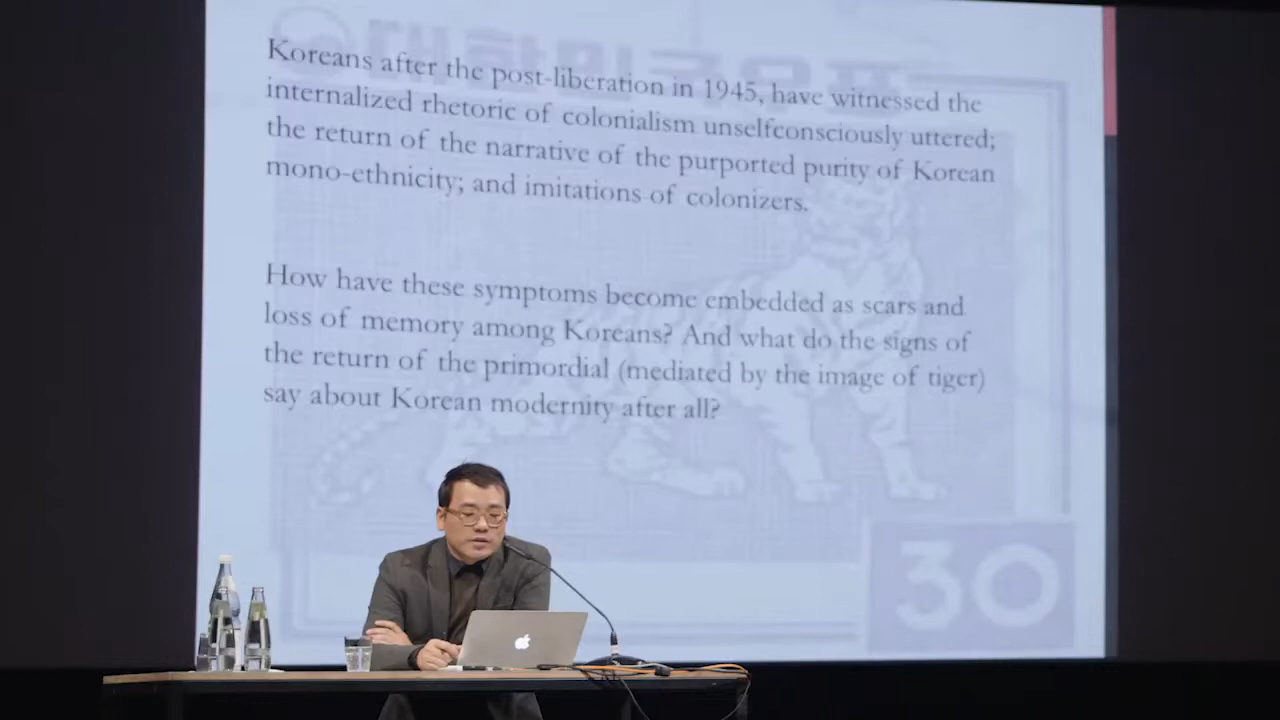 Koreans after the post-liberation in 1945, have witnessed the
internalized rhetoric of colonialism unselfconsciously uttered;
the return of the narrative of the purported purity of Korean
mono-ethnicity; and imitations of colonizers.
How have these symptoms become embedded as scars and
loss of memory among Koreans? And what do the signs of
the return of the primordial (mediated by the image of tiger)
say about Korean modernity after all?
30